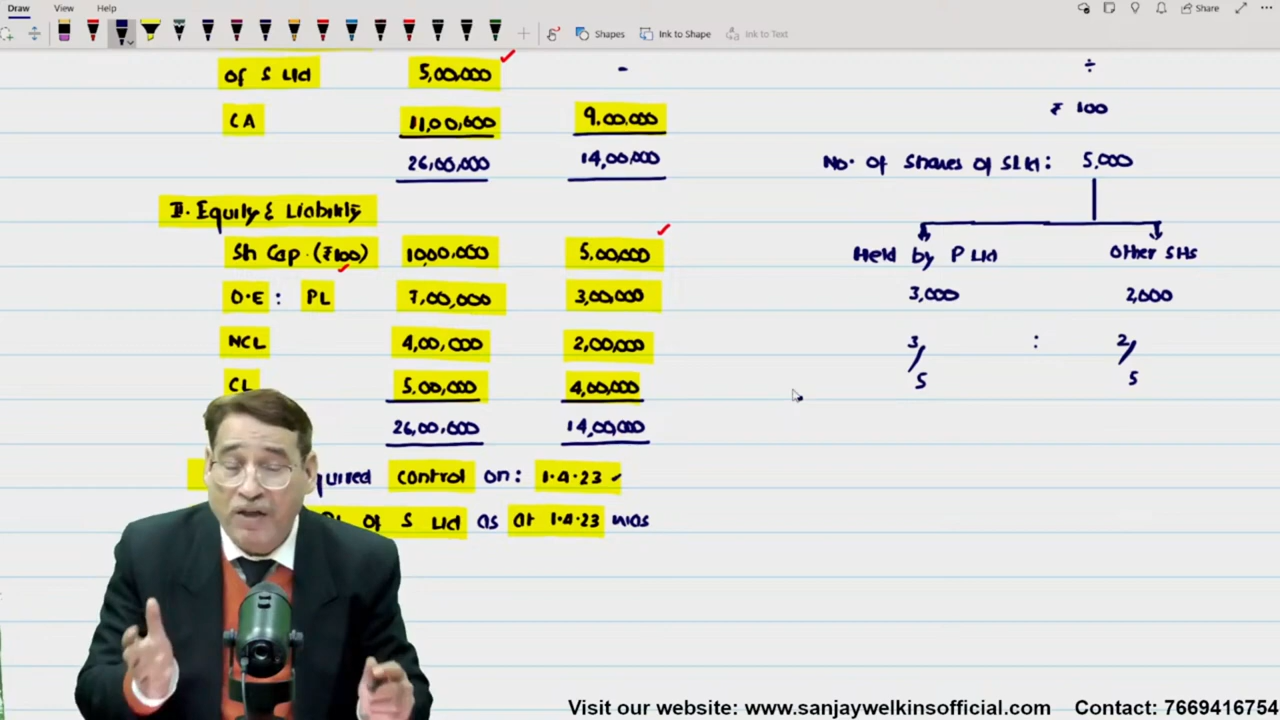 Draw View Help Share
Shapes Ink to Shape Ink to Text
of S Ltd 5,00,000 -
CA 11,00,000 9,00,000
26,00,000 14,00,000
II. Equity & Liability
Sh Cap. (₹100) 10,00,000 5,00,000
O.E : PL 7,00,000 3,00,000
NCL 4,00,000 2,00,000
CL 5,00,000 4,00,000
26,00,000 14,00,000
control on: 1.4.23
of S Ltd as at 1.4.23 was
÷
₹ 100
No. of Shares of S Ltd: 5,000
Held by P Ltd Other SHs
3,000 2,000
3/5 : 2/5
Visit our website: www.sanjaywelkinsofficial.com Contact: 7669416754